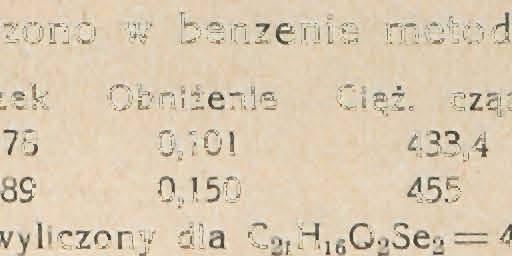 zono w benzenie metod
zek Obniżenie Cięż. cząs
78 0,101 433,4
89 0,150 455
wyliczony dla C₂₁H₁₆O₂Se₂ = 4